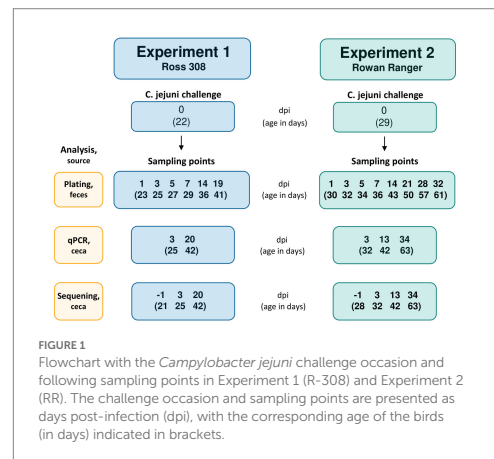 Experiment 1
Ross 308
Experiment 2
Rowan Ranger
C. jejuni challenge
C. jejuni challenge
0
(22)
dpi
(age in days)
0
(29)
Analysis,
source
Sampling points
Sampling points
Plating,
feces
1 3 5 7 14 19
(23 25 27 29 36 41)
dpi
(age in days)
1 3 5 7 14 21 28 32
(30 32 34 36 43 50 57 61)
qPCR,
ceca
3 20
(25 42)
dpi
(age in days)
3 13 34
(32 42 63)
Sequening,
ceca
-1 3 20
(21 25 42)
dpi
(age in days)
-1 3 13 34
(28 32 42 63)
FIGURE 1
Flowchart with the Campylobacter jejuni challenge occasion and
following sampling points in Experiment 1 (R-308) and Experiment 2
(RR). The challenge occasion and sampling points are presented as
days post-infection (dpi), with the corresponding age of the birds
(in days) indicated in brackets.